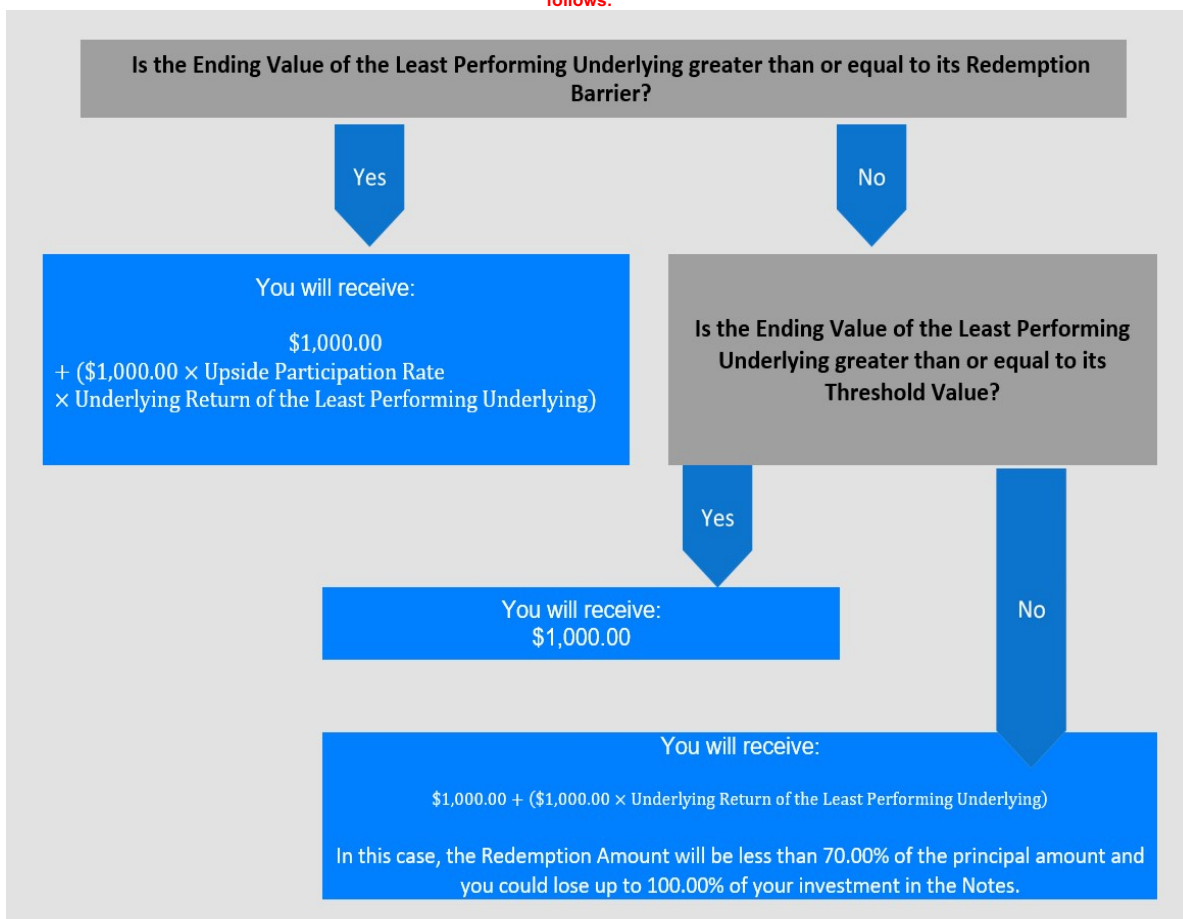 follows:
Is the Ending Value of the Least Performing Underlying greater than or equal to its Redemption
Barrier?
Yes
No
You will receive:
$1,000.00
+ ($1,000.00 × Upside Participation Rate
× Underlying Return of the Least Performing Underlying)
Is the Ending Value of the Least Performing
Underlying greater than or equal to its
Threshold Value?
Yes
No
You will receive:
$1,000.00
You will receive:
$1,000.00 + ($1,000.00 × Underlying Return of the Least Performing Underlying)
In this case, the Redemption Amount will be less than 70.00% of the principal amount and
you could lose up to 100.00% of your investment in the Notes.